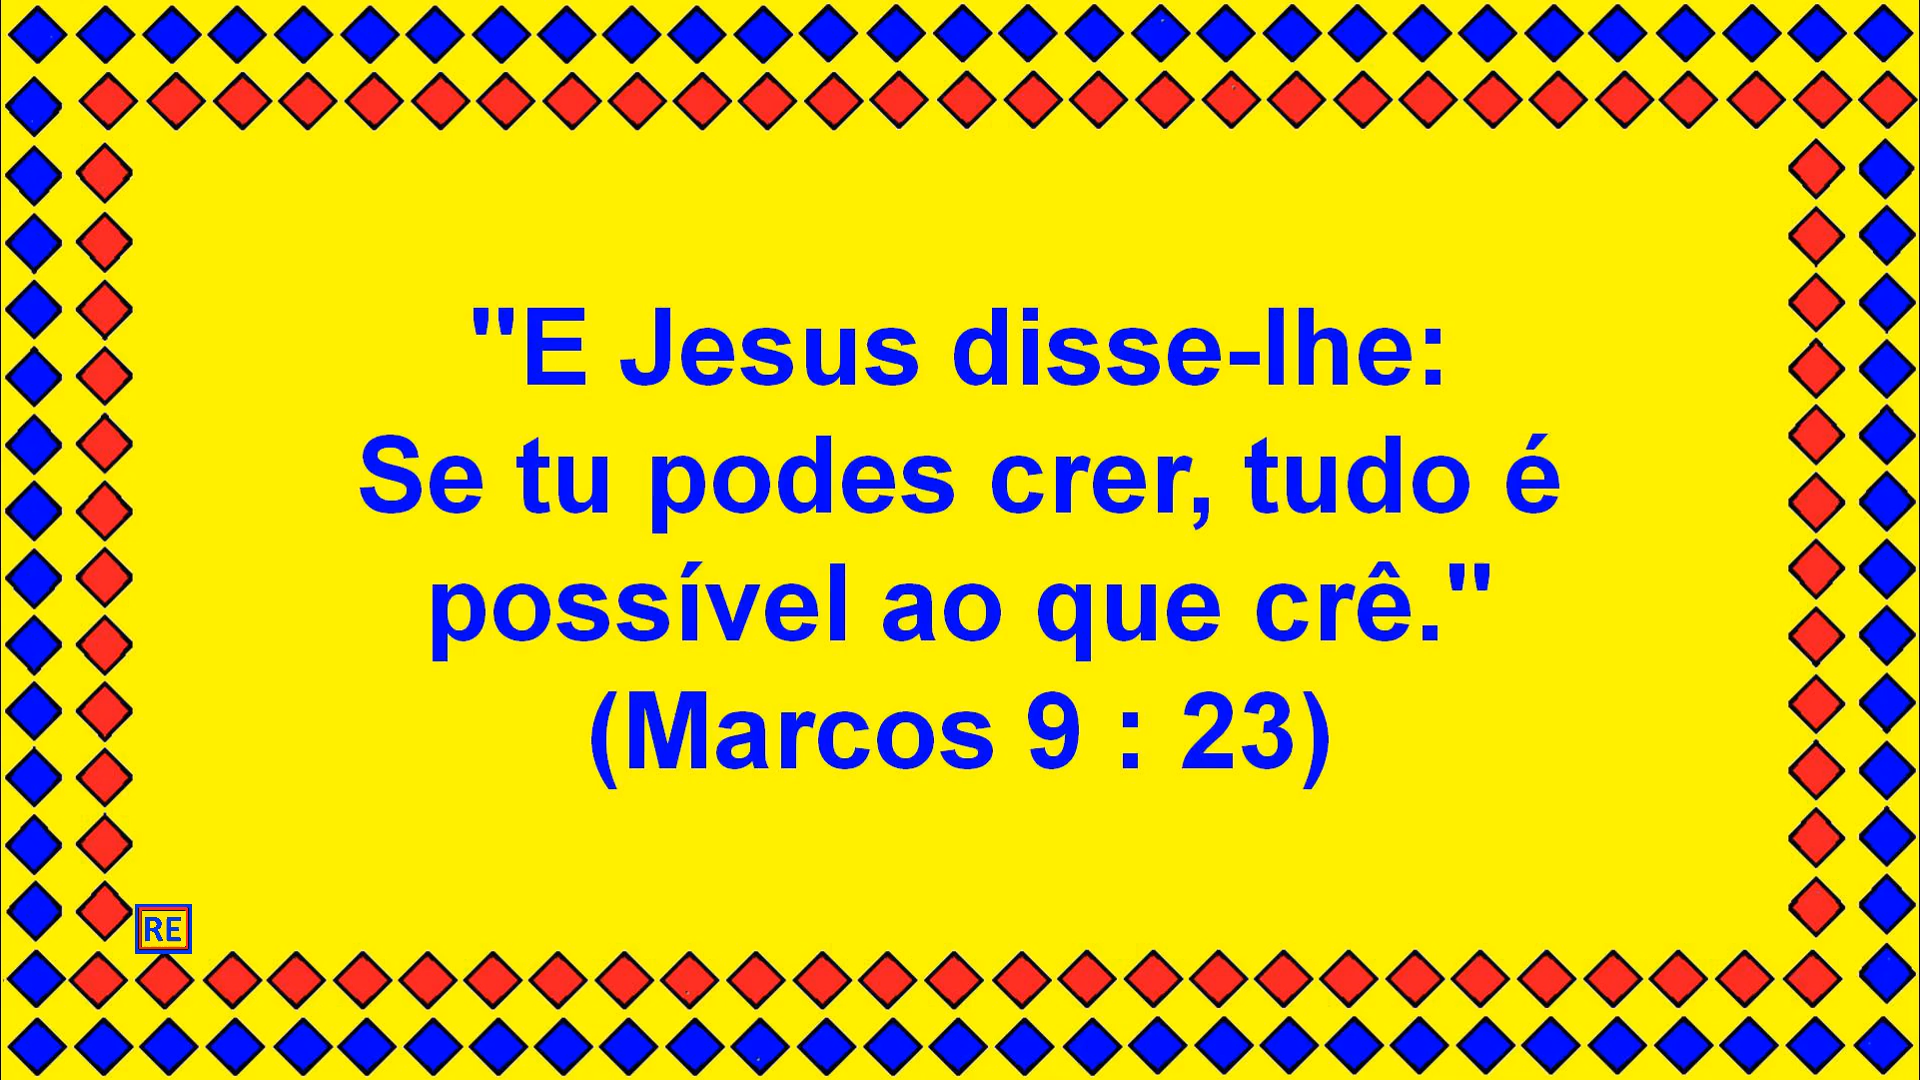 "E Jesus disse-lhe:
Se tu podes crer, tudo é
possível ao que crê."
(Marcos 9 : 23)
RE